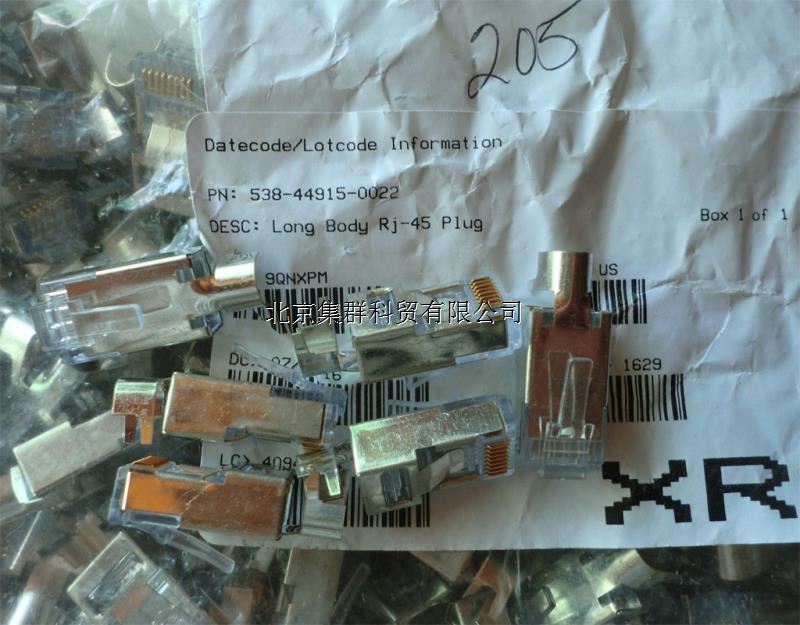 205
Datecode/Lotcode Information
PN: 538-44915-0022
DESC: Long Body Rj-45 Plug
Box 1 of 1
9QNXPM
US
北京集群科贸有限公司
16
1629
XR